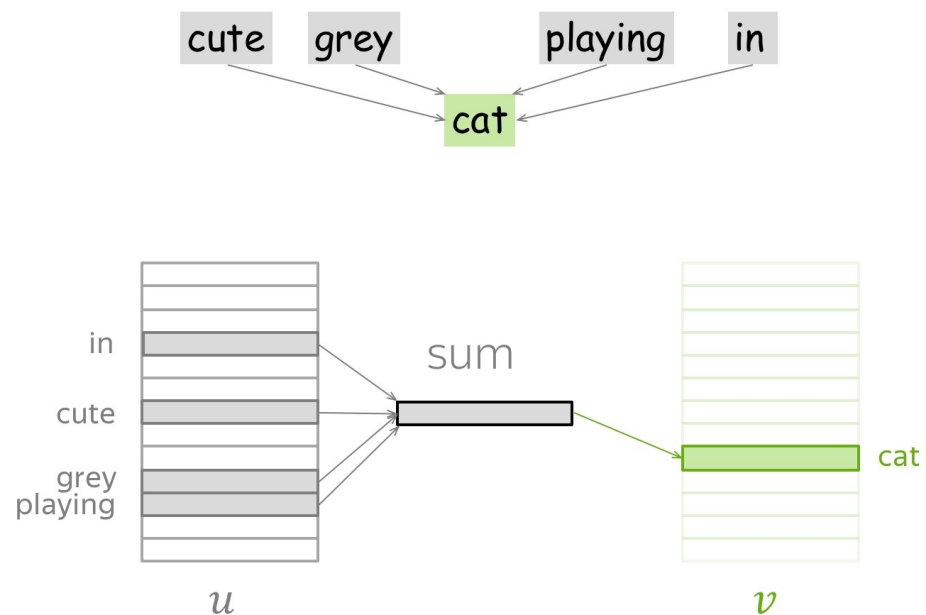 cute grey playing in
cat
in
sum
cute
cat
grey
playing
u
v